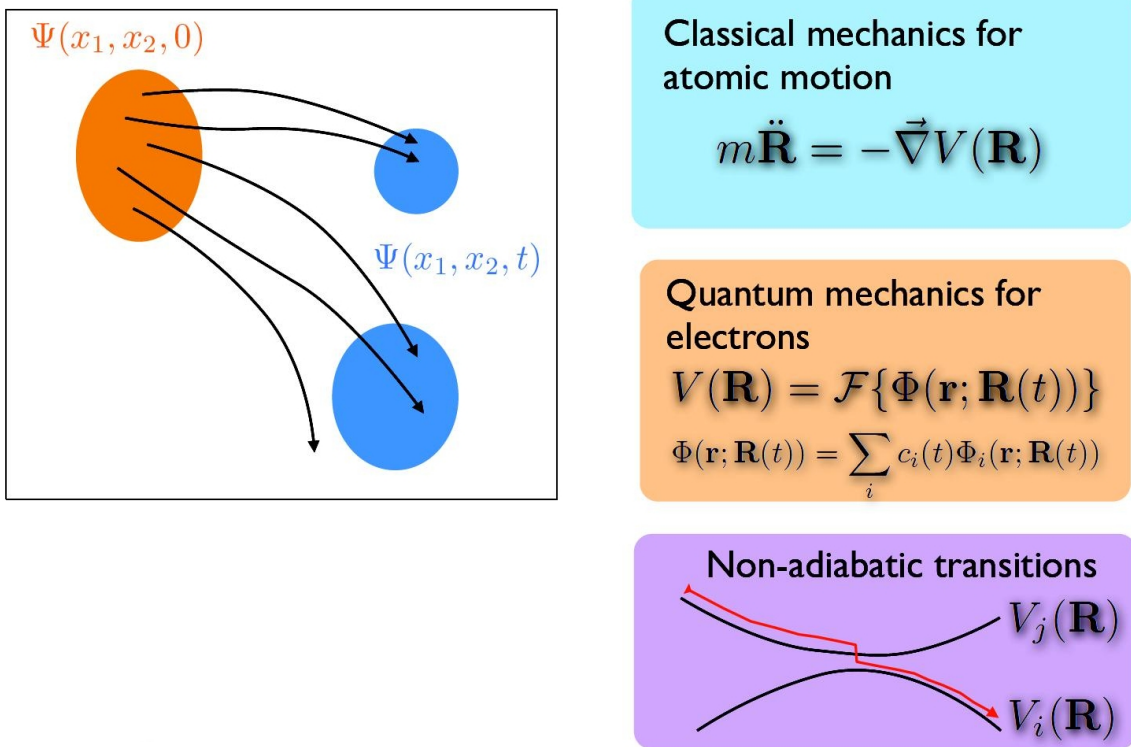 Ψ(x₁, x₂, 0)
Ψ(x₁, x₂, t)
Classical mechanics for
atomic motion
mR̈ = −∇⃗V(R)
Quantum mechanics for
electrons
V(R) = ℱ{Φ(r; R(t))}
Φ(r; R(t)) = ∑ᵢ cᵢ(t)Φᵢ(r; R(t))
Non-adiabatic transitions
Vⱼ(R)
Vᵢ(R)